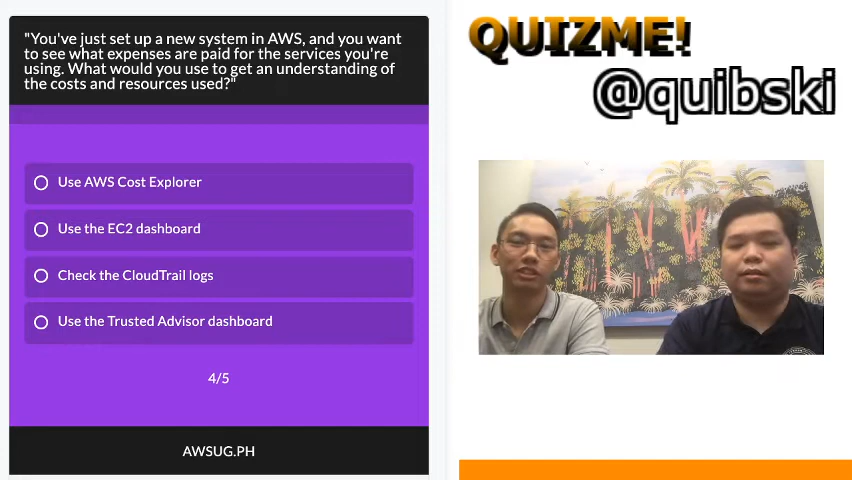 "You've just set up a new system in AWS, and you want
to see what expenses are paid for the services you're
using. What would you use to get an understanding of
the costs and resources used?"
Use AWS Cost Explorer
Use the EC2 dashboard
Check the CloudTrail logs
Use the Trusted Advisor dashboard
4/5
AWSUG.PH
QUIZME!
@quibski